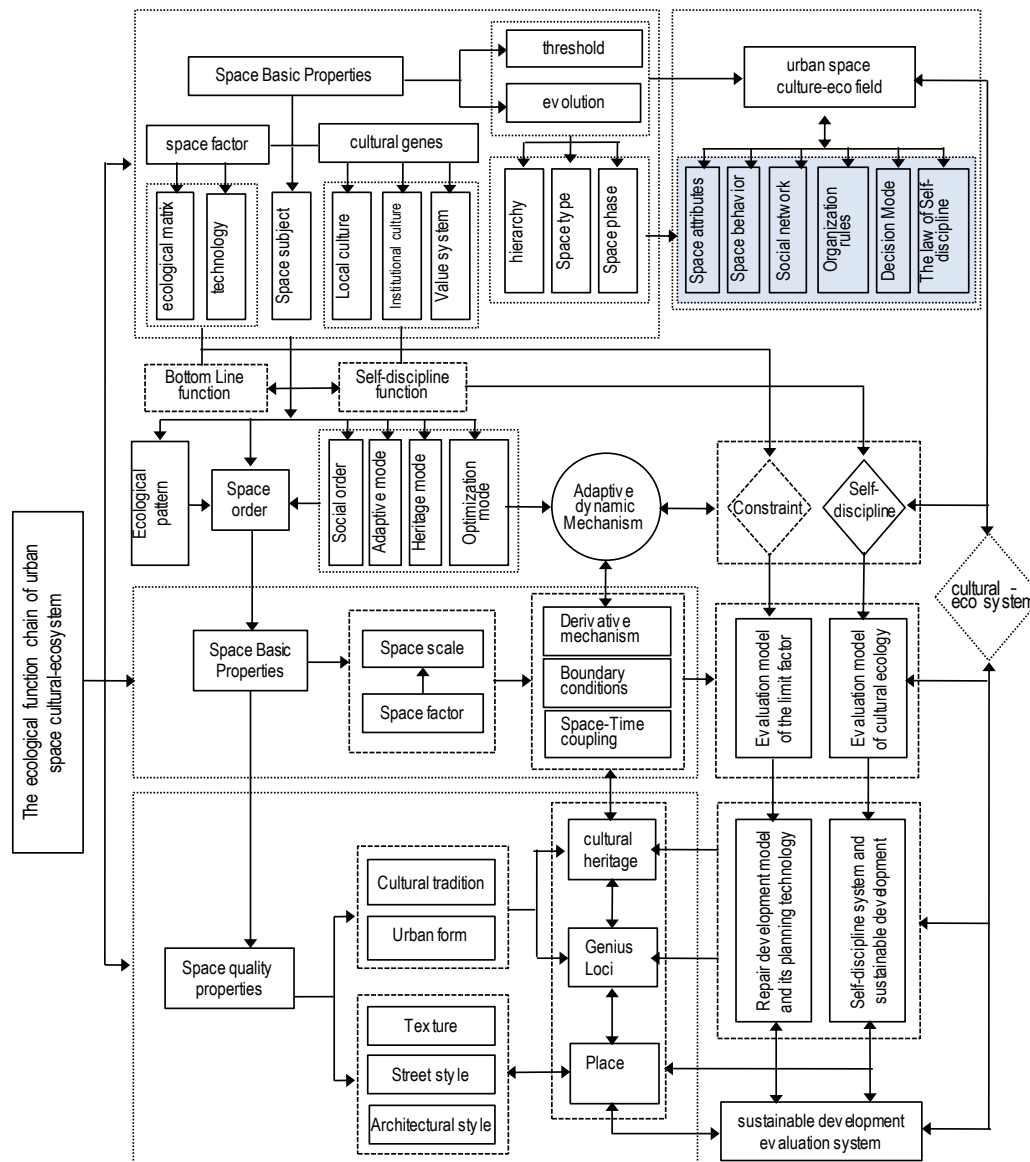 The ecological function chain of urban
space cultural-ecosystem
Space Basic Properties
threshold
evolution
urban space
culture-eco field
space factor
cultural genes
ecological matrix
technology
Space subject
Local culture
Institutional culture
Value system
hierarchy
Space type
Space phase
Space attributes
Space behavior
Social network
Organization
rules
Decision Mode
The law of Self-
discipline
Bottom Line
function
Self-discipline
function
Ecological
pattern
Space
order
Social order
Adaptive mode
Heritage mode
Optimization
mode
Adaptive
dynamic
Mechanism
Constraint
Self-
discipline
cultural -
eco system
Space Basic
Properties
Space scale
Space factor
Derivative
mechanism
Boundary
conditions
Space-Time
coupling
Evaluation model
of the limit factor
Evaluation model
of cultural ecology
Space quality
properties
Cultural tradition
Urban form
Texture
Street style
Architectural style
cultural
heritage
Genius
Loci
Place
Repair development model
and its planning technology
Self-discipline system and
sustainable development
sustainable development
evaluation system